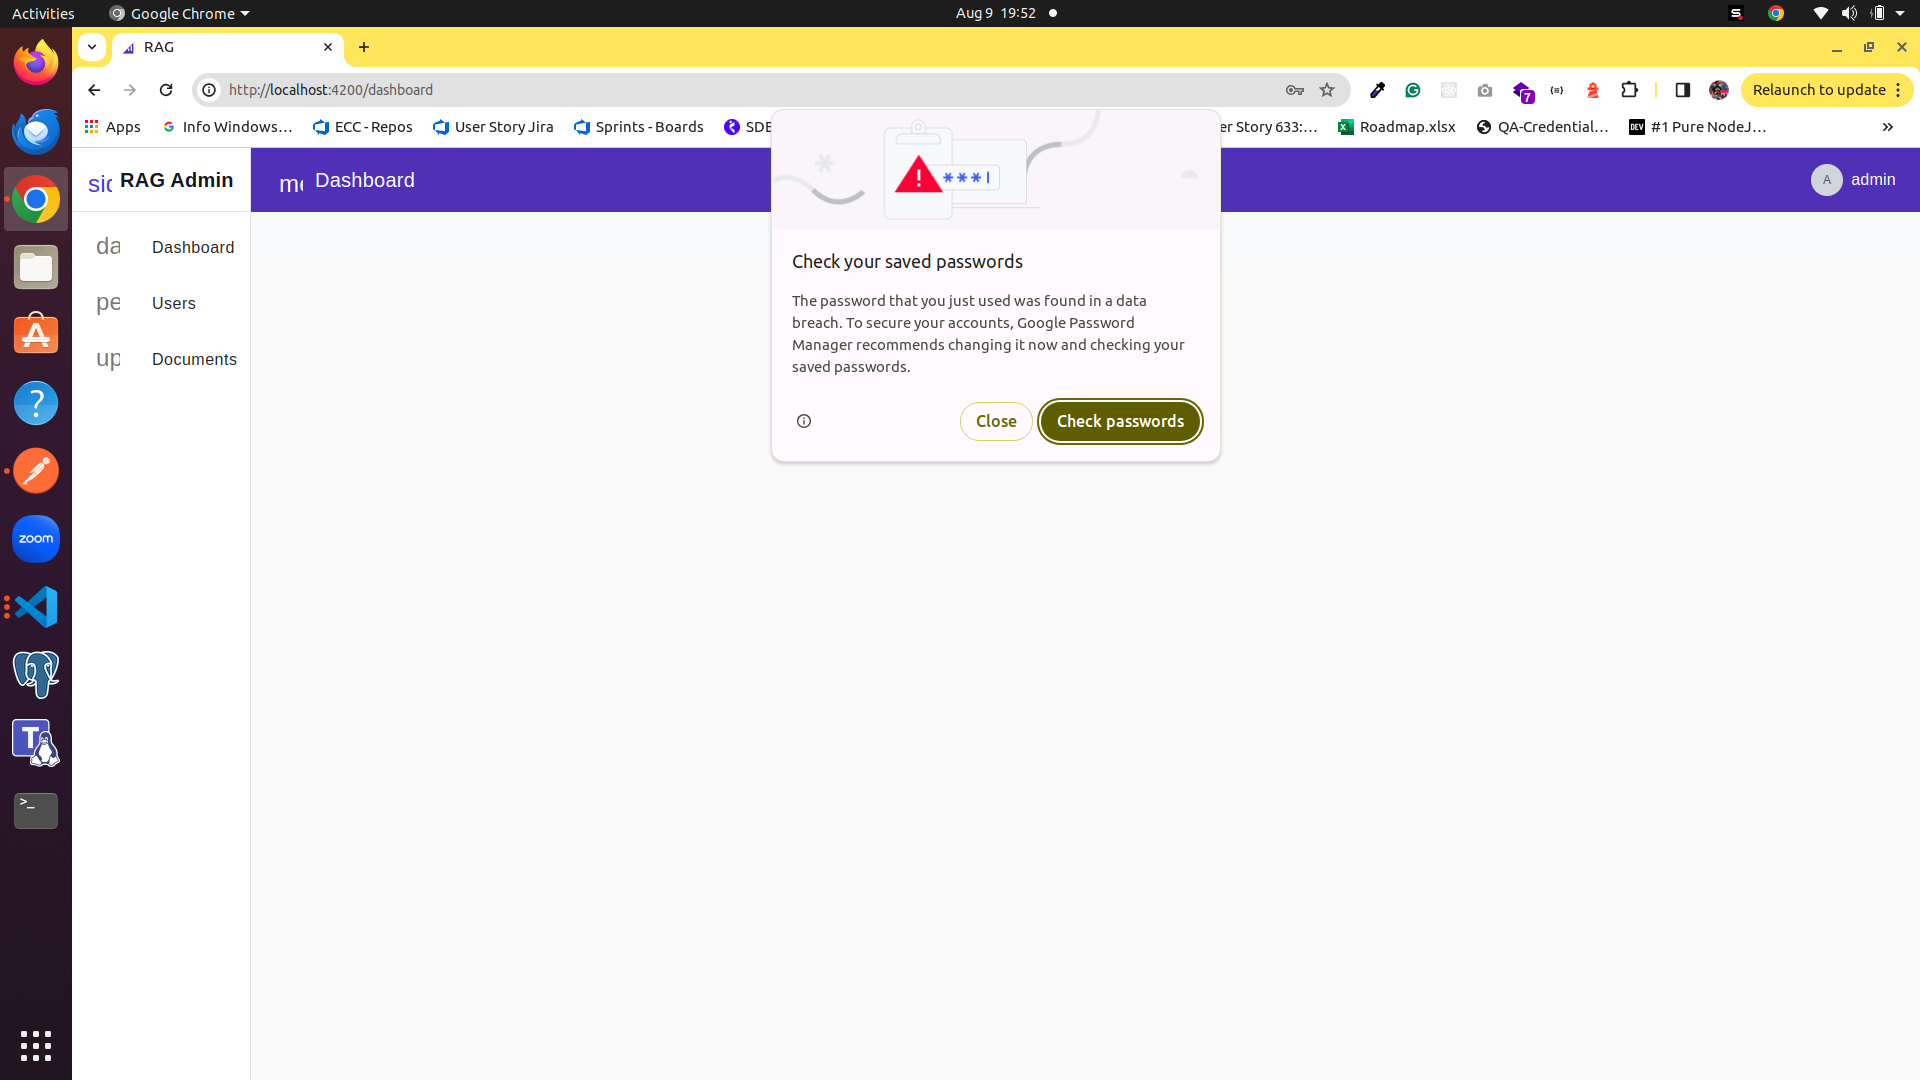 Activities
Google Chrome
Aug 9 19:52
RAG
http://localhost:4200/dashboard
7
Relaunch to update
Apps
Info Windows…
ECC - Repos
User Story Jira
Sprints - Boards
SDE
er Story 633:…
Roadmap.xlsx
QA-Credential…
DEV
#1 Pure NodeJ…
»
RAG Admin
Dashboard
A
admin
da
Dashboard
pe
Users
up
Documents
***
Check your saved passwords
The password that you just used was found in a data
breach. To secure your accounts, Google Password
Manager recommends changing it now and checking your
saved passwords.
Close
Check passwords
zoom
T
>_